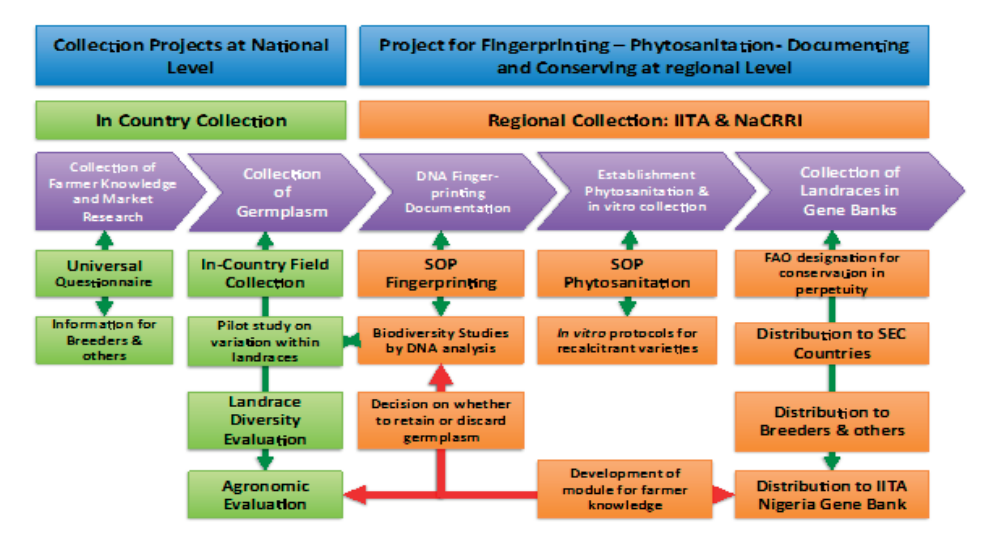 Collection Projects at National
Level
Project for Fingerprinting – Phytosanitation- Documenting
and Conserving at regional Level
In Country Collection
Regional Collection: IITA & NaCRRI
Collection of
Farmer Knowledge
and Market
Research
Collection
of
Germplasm
DNA Finger-
printing
Documentation
Establishment
Phytosanitation &
in vitro collection
Collection of
Landraces in
Gene Banks
Universal
Questionnaire
In-Country Field
Collection
SOP
Fingerprinting
SOP
Phytosanitation
FAO designation for
conservation in
perpetuity
Information for
Breeders &
others
Pilot study on
variation within
landraces
Biodiversity Studies
by DNA analysis
In vitro protocols for
recalcitrant varieties
Distribution to SEC
Countries
Landrace
Diversity
Evaluation
Decision on whether
to retain or discard
germplasm
Distribution to
Breeders & others
Agronomic
Evaluation
Development of
module for farmer
knowledge
Distribution to IITA
Nigeria Gene Bank